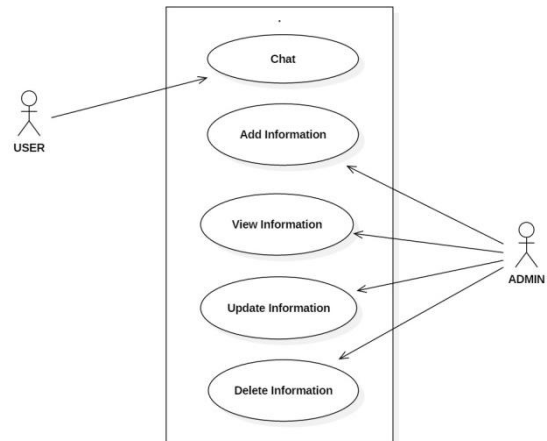 .
Chat
USER
Add Information
View Information
ADMIN
Update Information
Delete Information